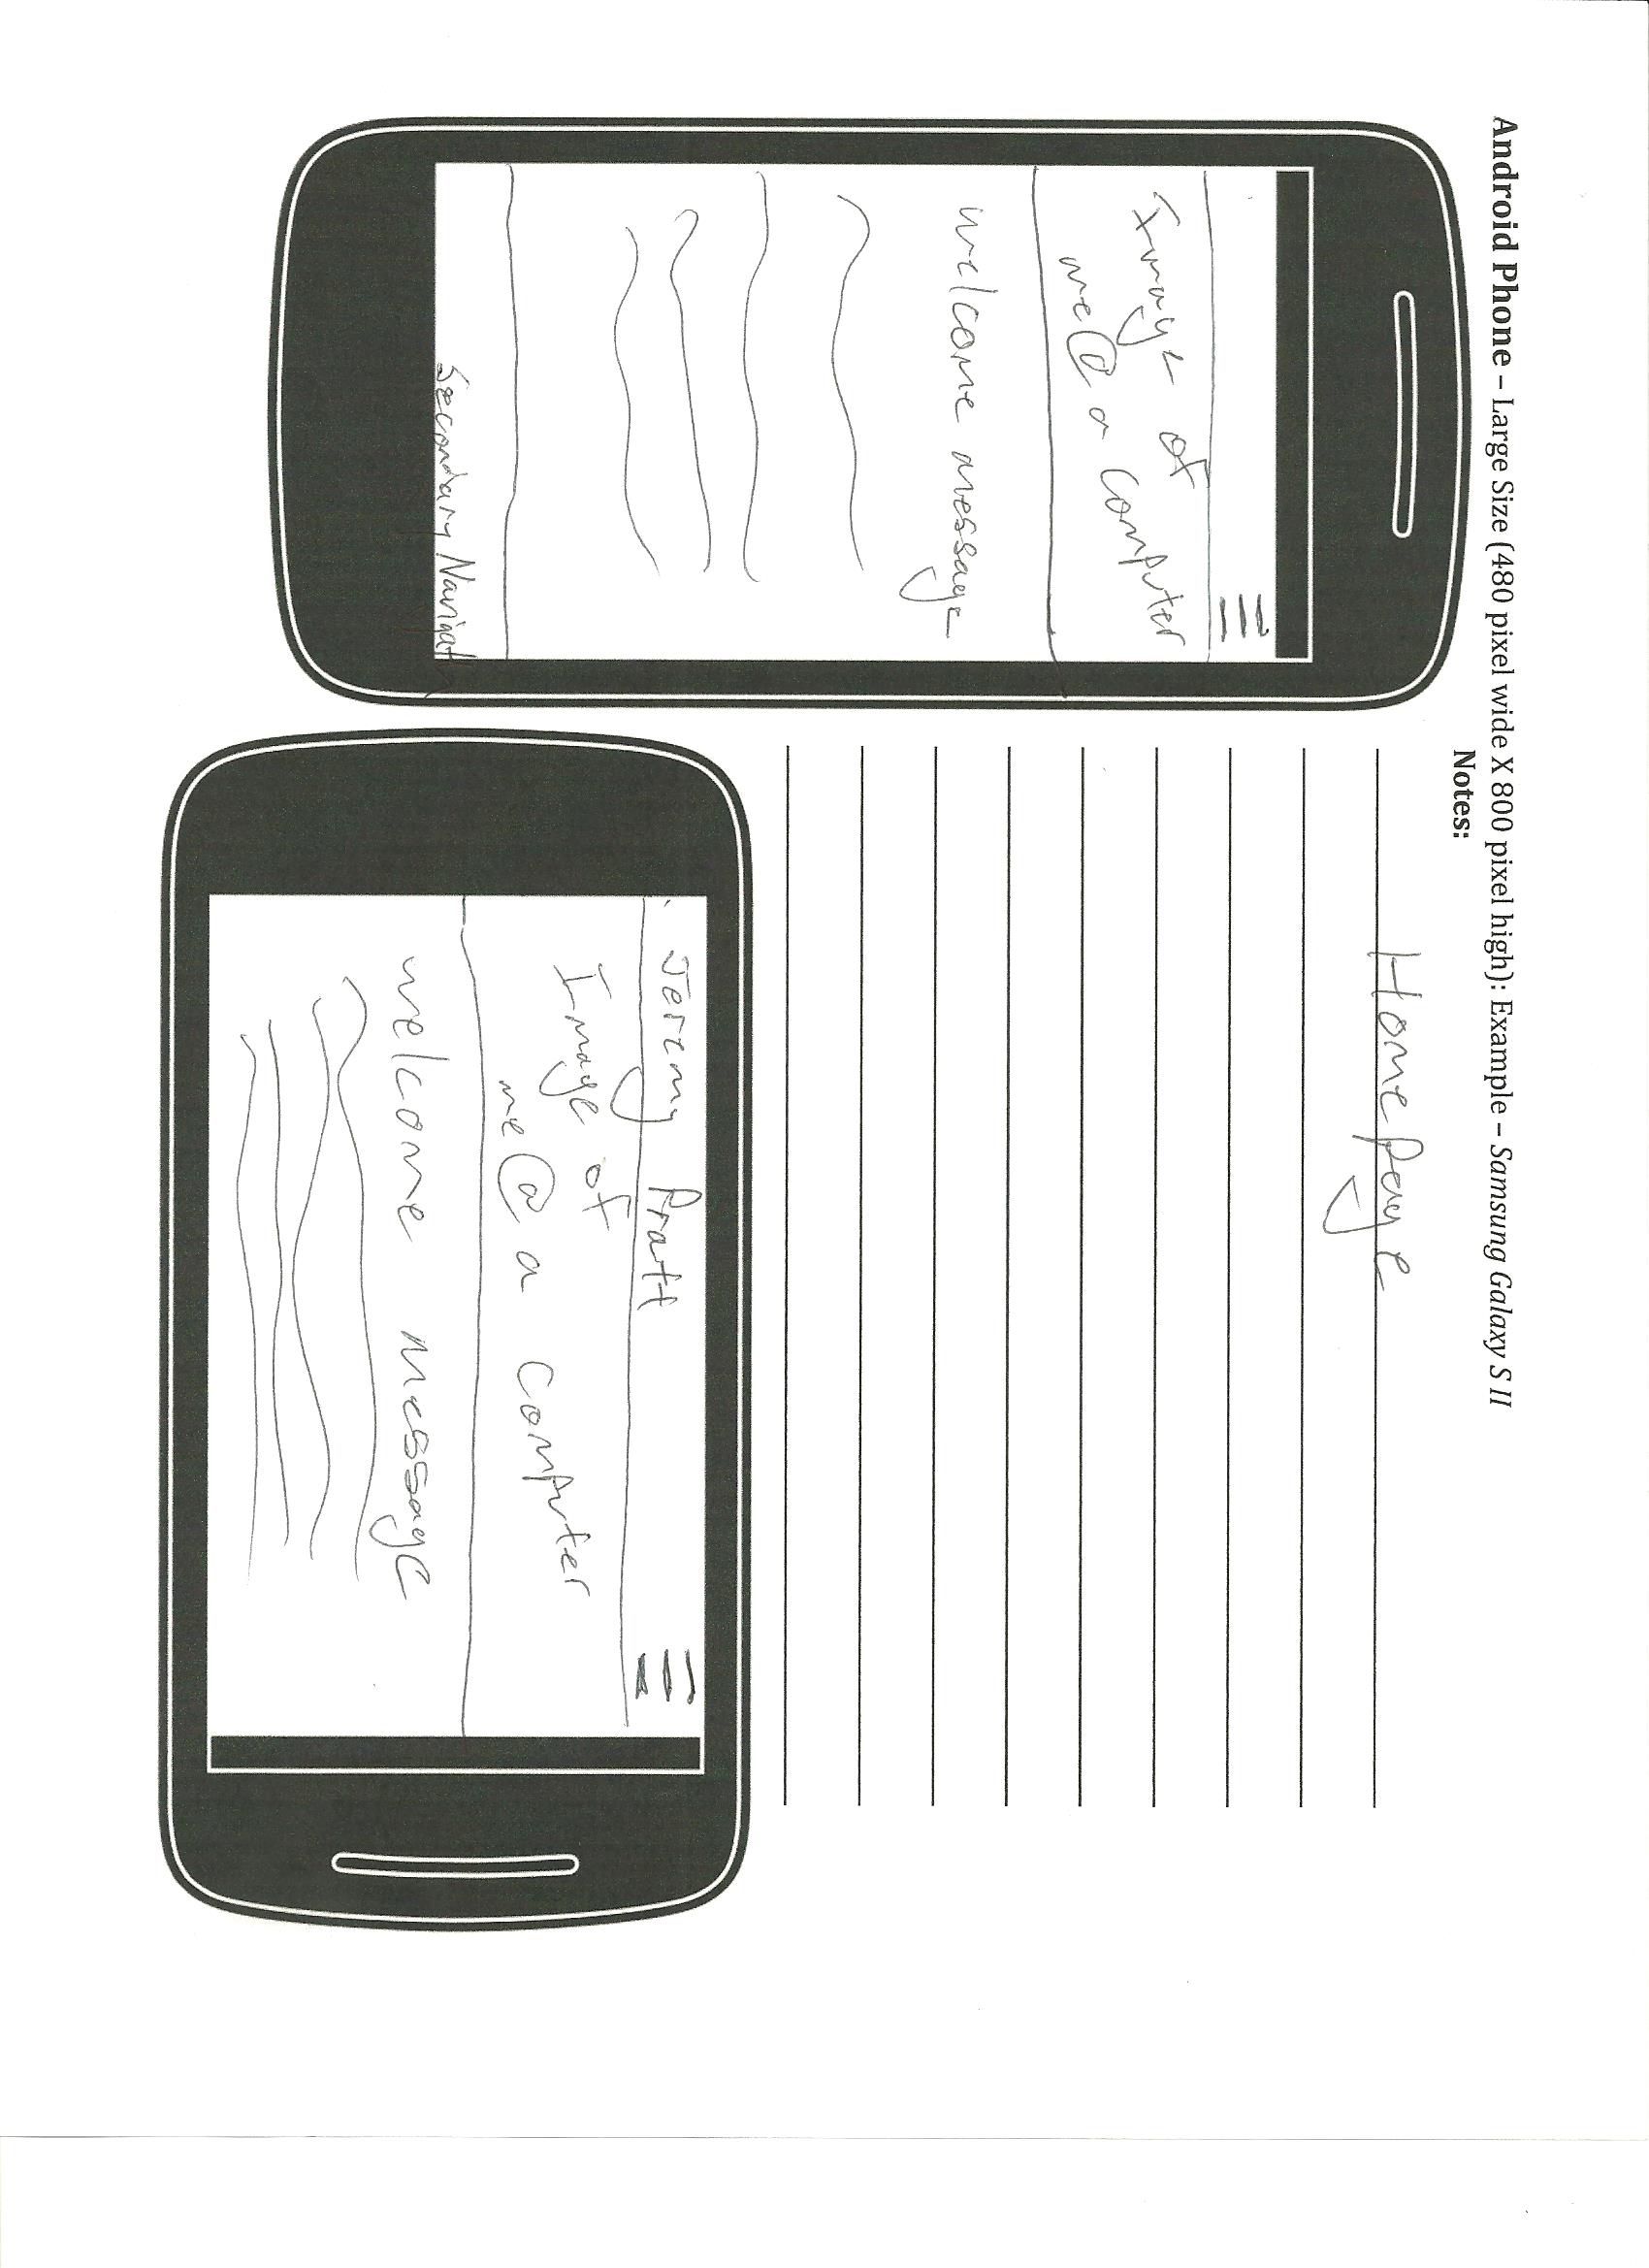 Android Phone – Large Size (480 pixel wide X 800 pixel high): Example – Samsung Galaxy S II
Notes:
Home page
Image of
me @ a computer
welcome message
Secondary Navigat
Jeremy Pratt
Image of
me @ a computer
welcome message